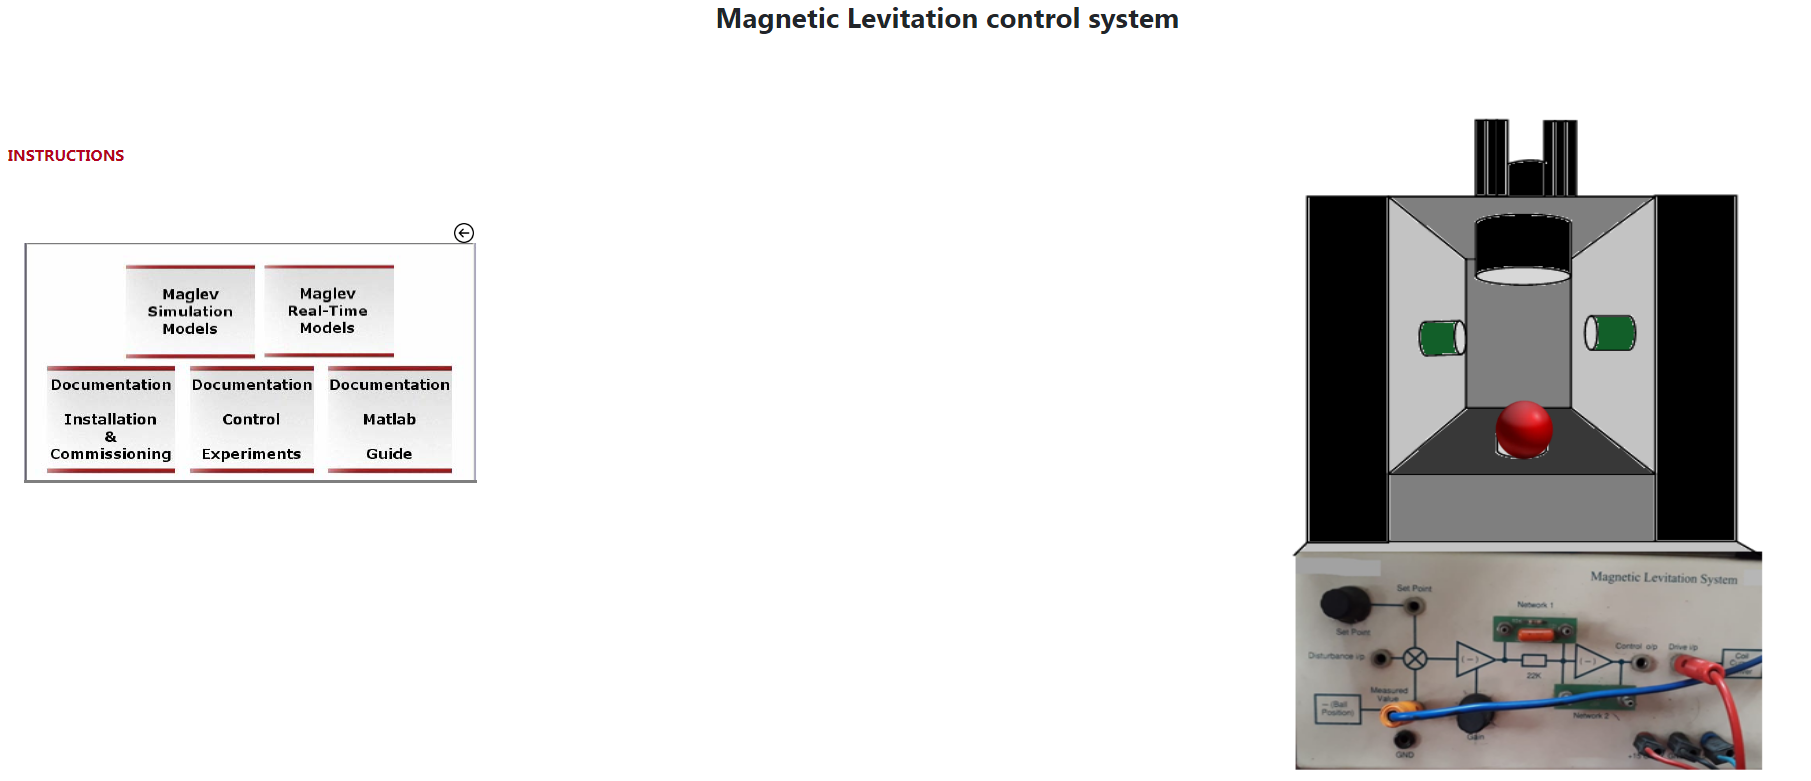 Magnetic Levitation control system
INSTRUCTIONS
Maglev
Simulation
Models
Maglev
Real-Time
Models
Documentation
Installation
&
Commissioning
Documentation
Control
Experiments
Documentation
Matlab
Guide
Magnetic Levitation System
Set Point
Set Point
Network 1
Disturbance i/p
(-)
22K
(-)
Control o/p
Drive i/p
Coil
Measured
Value
-(Ball
Position)
Gain
Network 2
GND